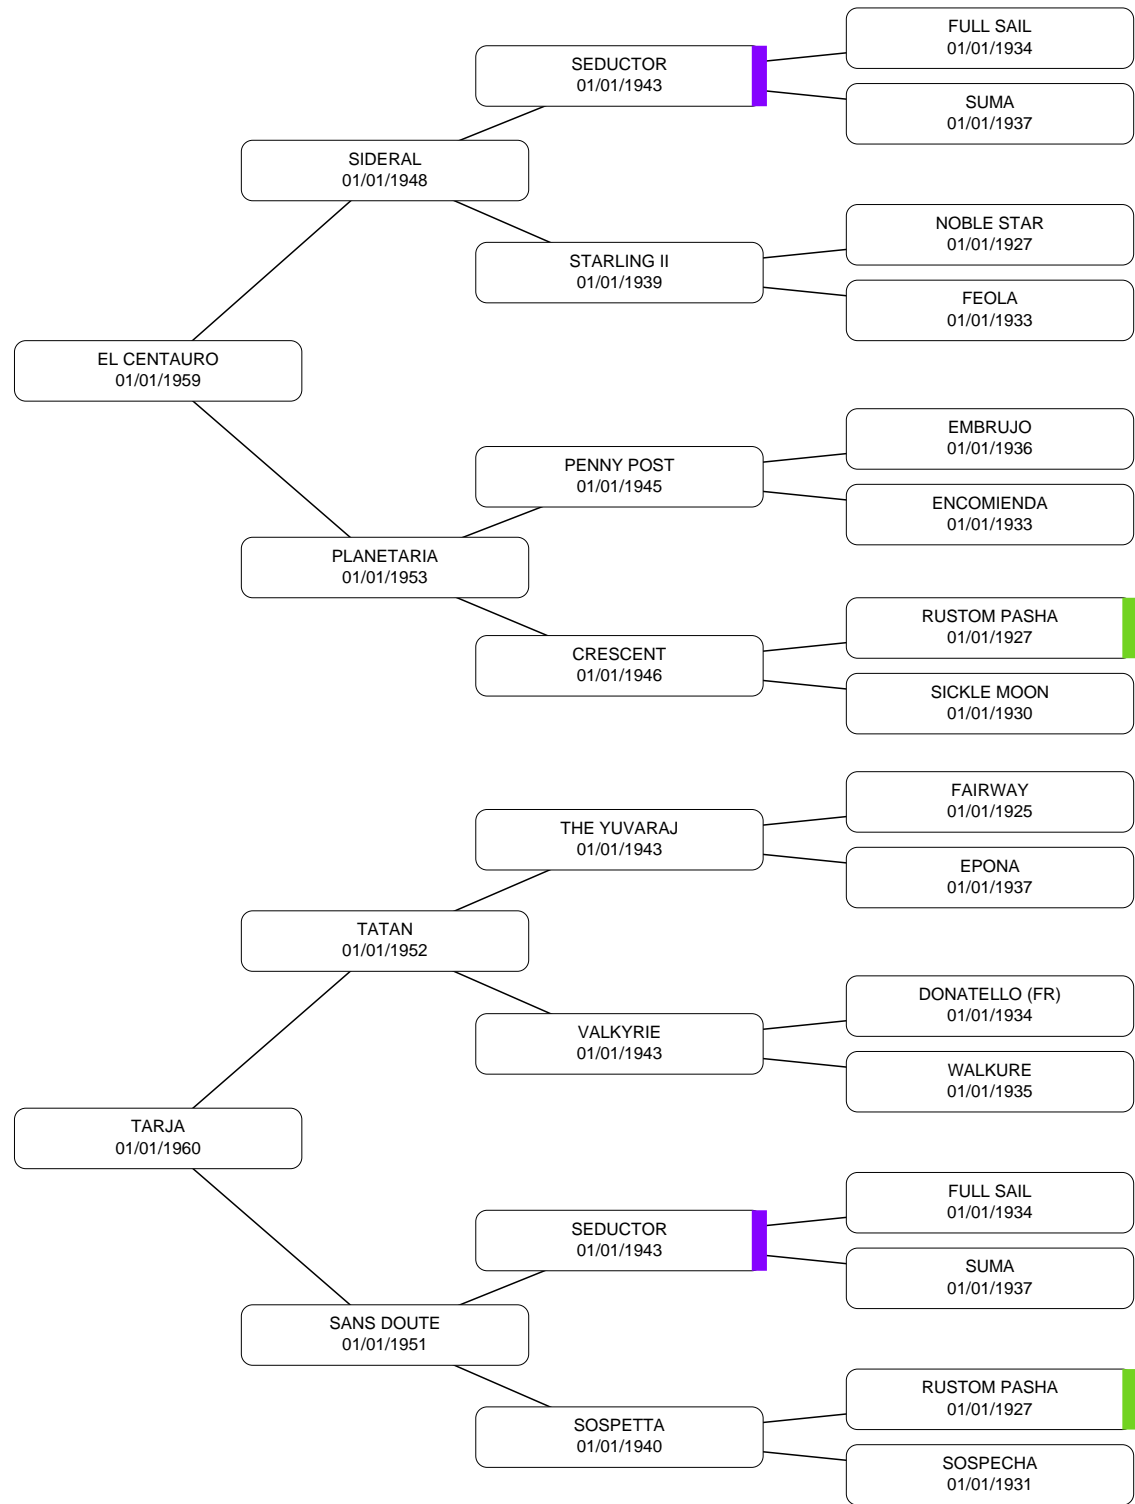 FULL SAIL
01/01/1934
SEDUCTOR
01/01/1943
SUMA
01/01/1937
SIDERAL
01/01/1948
NOBLE STAR
01/01/1927
STARLING II
01/01/1939
FEOLA
01/01/1933
EL CENTAURO
01/01/1959
EMBRUJO
01/01/1936
PENNY POST
01/01/1945
ENCOMIENDA
01/01/1933
PLANETARIA
01/01/1953
RUSTOM PASHA
01/01/1927
CRESCENT
01/01/1946
SICKLE MOON
01/01/1930
FAIRWAY
01/01/1925
THE YUVARAJ
01/01/1943
EPONA
01/01/1937
TATAN
01/01/1952
DONATELLO (FR)
01/01/1934
VALKYRIE
01/01/1943
WALKURE
01/01/1935
TARJA
01/01/1960
FULL SAIL
01/01/1934
SEDUCTOR
01/01/1943
SUMA
01/01/1937
SANS DOUTE
01/01/1951
RUSTOM PASHA
01/01/1927
SOSPETTA
01/01/1940
SOSPECHA
01/01/1931